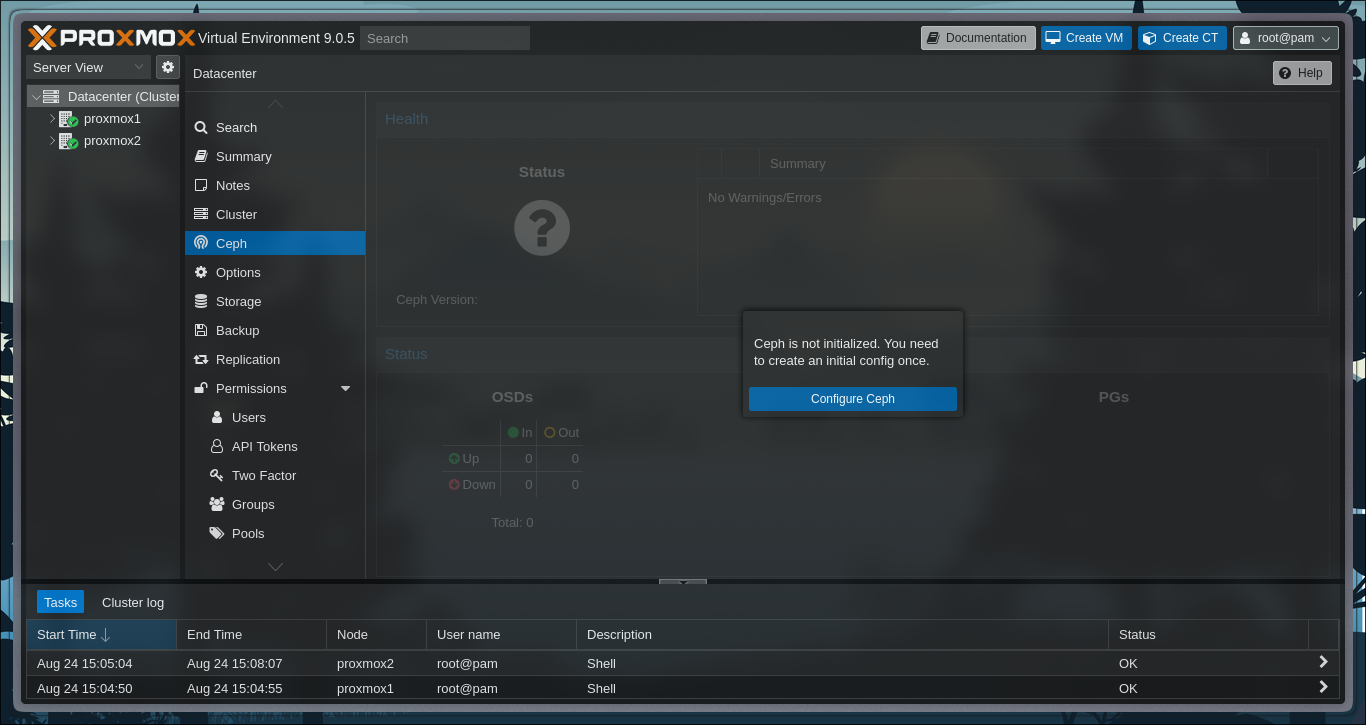 PROXMOX Virtual Environment 9.0.5 Search Documentation Create VM Create CT root@pam
Server View
Datacenter (Cluster
proxmox1
proxmox2
Datacenter Help
Search
Summary
Notes
Cluster
Ceph
Options
Storage
Backup
Replication
Permissions
Users
API Tokens
Two Factor
Groups
Pools
Health
Status
Summary
No Warnings/Errors
Ceph Version:
Status
OSDs
In Out
Up 0 0
Down 0 0
Total: 0
PGs
Ceph is not initialized. You need
to create an initial config once.
Configure Ceph
Tasks Cluster log
Start Time End Time Node User name Description Status
Aug 24 15:05:04 Aug 24 15:08:07 proxmox2 root@pam Shell OK
Aug 24 15:04:50 Aug 24 15:04:55 proxmox1 root@pam Shell OK